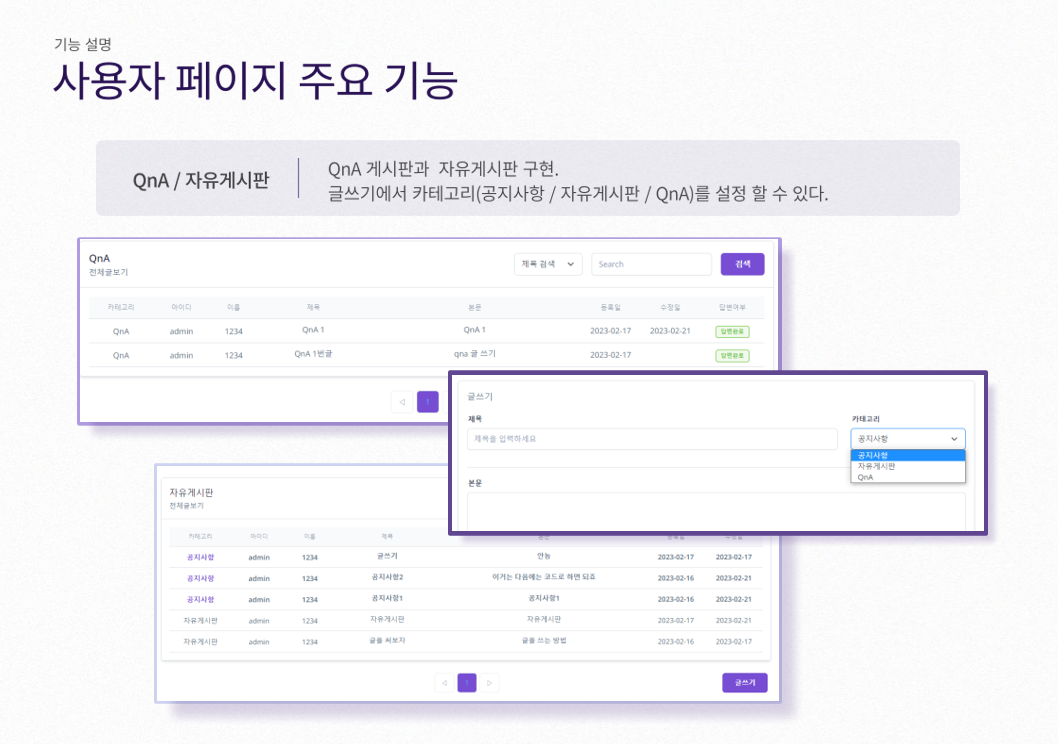 기능 설명
사용자 페이지 주요 기능
QnA / 자유게시판
QnA 게시판과 자유게시판 구현.
글쓰기에서 카테고리(공지사항 / 자유게시판 / QnA)를 설정 할 수 있다.
QnA
전체글보기
제목 검색
Search
검색
카테고리 아이디 이름 제목 본문 등록일 수정일 답변여부
QnA admin 1234 QnA 1 QnA 1 2023-02-17 2023-02-21 답변완료
QnA admin 1234 QnA 1번글 qna 글 쓰기 2023-02-17 답변완료
1
글쓰기
제목
제목을 입력하세요
카테고리
공지사항
공지사항
자유게시판
QnA
본문
자유게시판
전체글보기
카테고리 아이디 이름 제목 본문 등록일 수정일
공지사항 admin 1234 글쓰기 안농 2023-02-17 2023-02-17
공지사항 admin 1234 공지사항2 이거는 다음에는 코드로 하면 되죠 2023-02-16 2023-02-21
공지사항 admin 1234 공지사항1 공지사항1 2023-02-16 2023-02-21
자유게시판 admin 1234 자유게시판 자유게시판 2023-02-17 2023-02-21
자유게시판 admin 1234 글을 써보자 글을 쓰는 방법 2023-02-16 2023-02-17
1
글쓰기